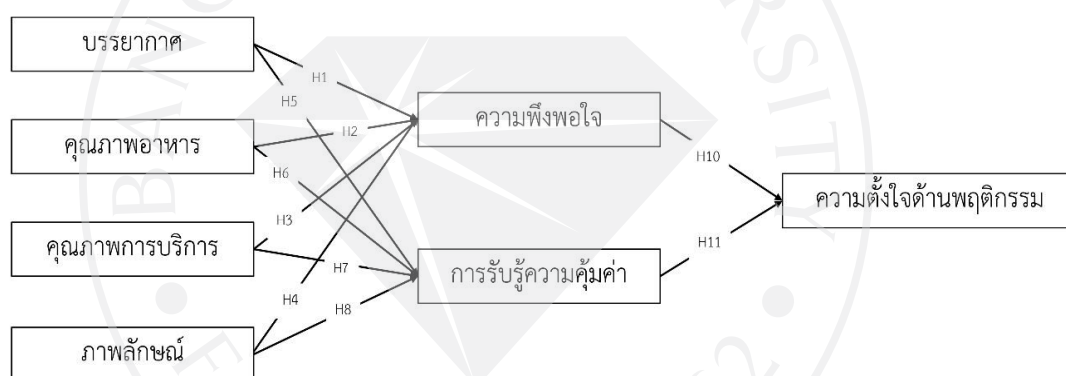 บรรยากาศ
H1
H5
ความพึงพอใจ
คุณภาพอาหาร
H2
H6
H10
ความตั้งใจด้านพฤติกรรม
H3
คุณภาพการบริการ
H7
H11
การรับรู้ความคุ้มค่า
H4
H8
ภาพลักษณ์